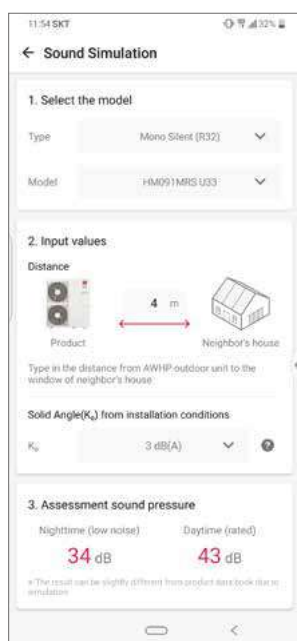 11:54 SKT 32%
← Sound Simulation
1. Select the model
Type Mono Silent (R32)
Model HM091MRS U33
2. Input values
Distance
4 m
Product Neighbor's house
Type in the distance from AWHP outdoor unit to the
window of neighbor's house
Solid Angle(K₀) from installation conditions
K₀ 3 dB(A) ?
3. Assessment sound pressure
Nighttime (low noise) Daytime (rated)
34 dB 43 dB
※ The result can be slightly different from product data book due to
simulation